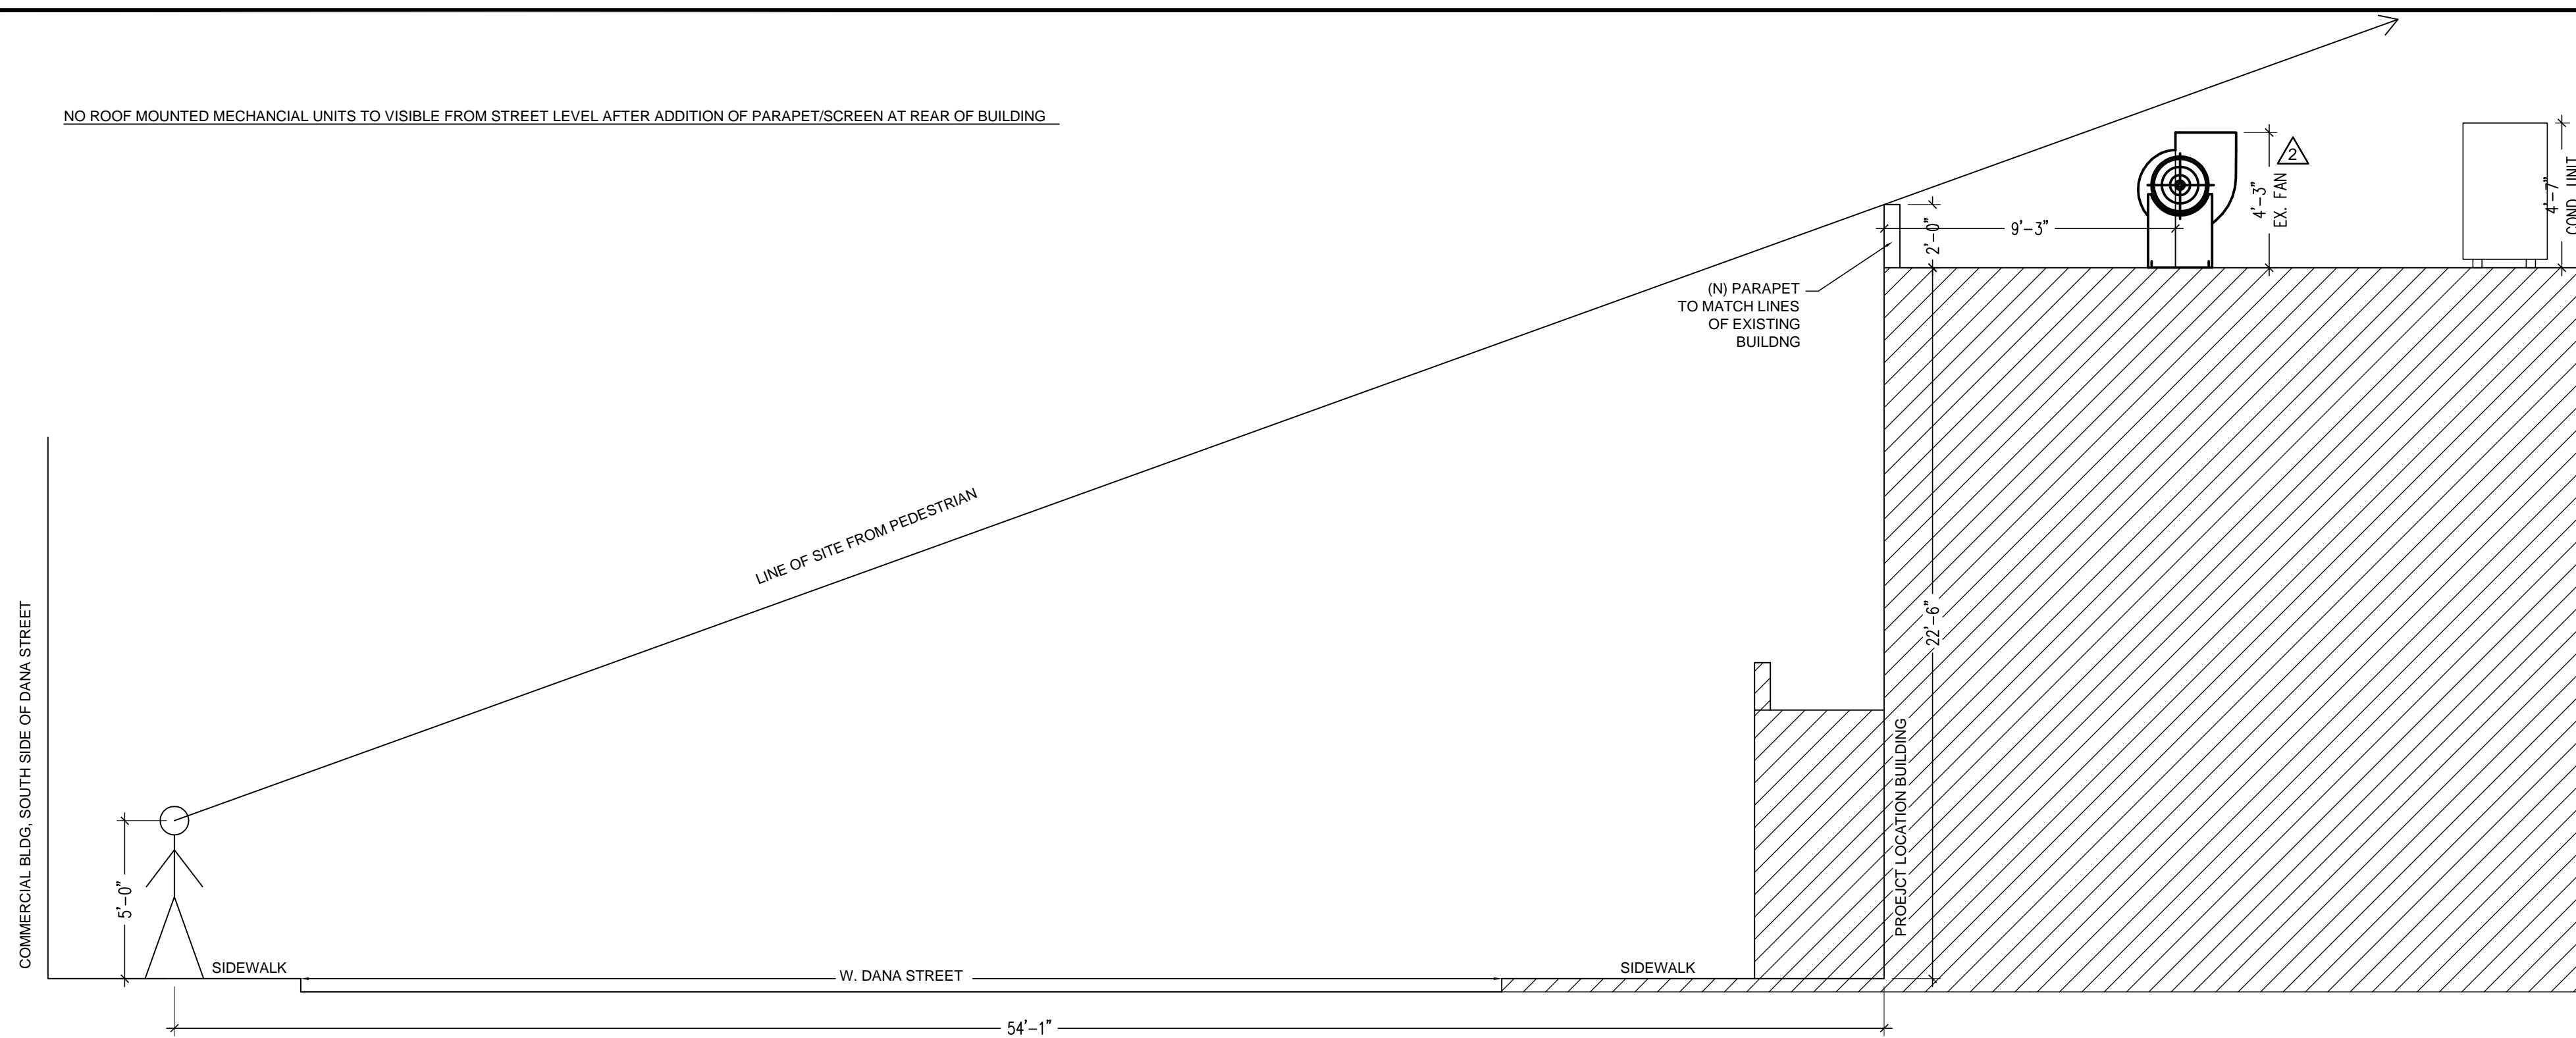 NO ROOF MOUNTED MECHANCIAL UNITS TO VISIBLE FROM STREET LEVEL AFTER ADDITION OF PARAPET/SCREEN AT REAR OF BUILDING
2
4'-3"
EX. FAN
4'-7"
COND. UNIT
2'-0"
9'-3"
(N) PARAPET
TO MATCH LINES
OF EXISTING
BUILDNG
LINE OF SITE FROM PEDESTRIAN
22'-6"
COMMERCIAL BLDG, SOUTH SIDE OF DANA STREET
PROEJCT LOCATION BUILDING
5'-0"
SIDEWALK
W. DANA STREET
SIDEWALK
54'-1"